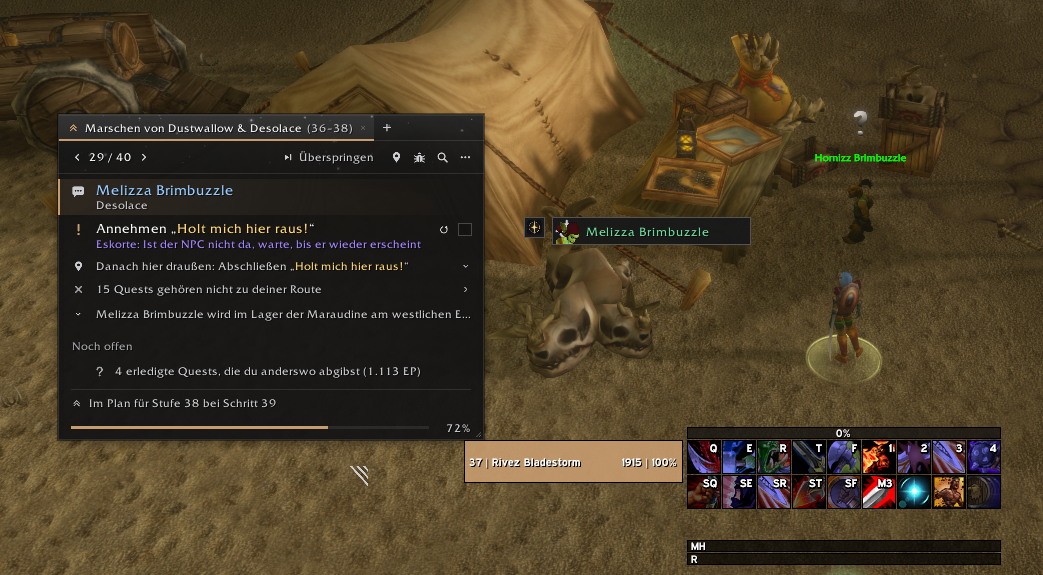 Marschen von Dustwallow & Desolace (36-38) × +
29 / 40 Überspringen
Melizza Brimbuzzle
Desolace
Annehmen „Holt mich hier raus!“
Eskorte: Ist der NPC nicht da, warte, bis er wieder erscheint
Danach hier draußen: Abschließen „Holt mich hier raus!“
15 Quests gehören nicht zu deiner Route
Melizza Brimbuzzle wird im Lager der Maraudine am westlichen E...
Noch offen
? 4 erledigte Quests, die du anderswo abgibst (1.113 EP)
Im Plan für Stufe 38 bei Schritt 39
72%
Melizza Brimbuzzle
Hornizz Brimbuzzle
37 | Rivez Bladestorm 1915 | 100%
0%
Q E R T F 1 2 3 4
SQ SE SR ST SF M3
MH
R